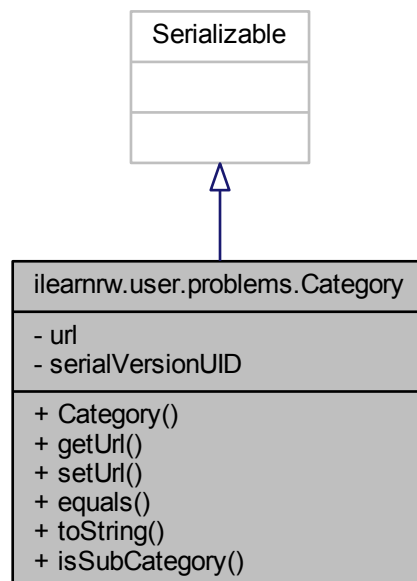 Serializable
ilearnrw.user.problems.Category
- url
- serialVersionUID
+ Category()
+ getUrl()
+ setUrl()
+ equals()
+ toString()
+ isSubCategory()